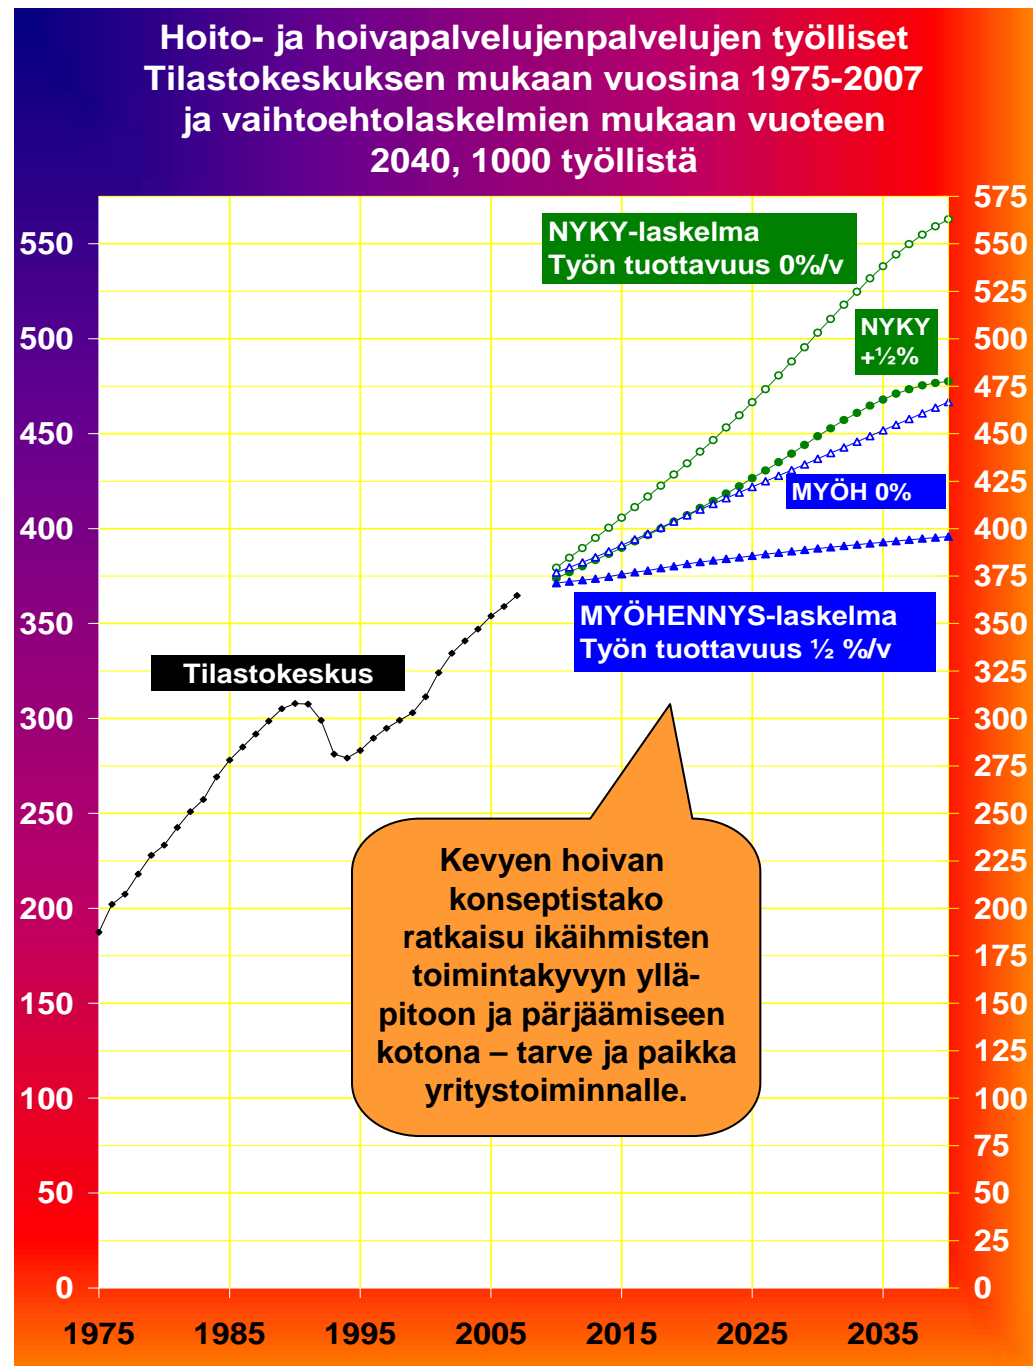 Hoito- ja hoivapalvelujenpalvelujen työlliset
Tilastokeskuksen mukaan vuosina 1975-2007
ja vaihtoehtolaskelmien mukaan vuoteen
2040, 1000 työllistä
575
550
550
525
500
500
475
450
450
425
400
400
375
350
350
325
300
300
275
250
250
225
200
200
175
150
150
125
100
100
75
50
50
25
0
0
NYKY-laskelma
Työn tuottavuus 0%/v
NYKY
+½%
MYÖH 0%
MYÖHENNYS-laskelma
Työn tuottavuus ½ %/v
Tilastokeskus
Kevyen hoivan
konseptistako
ratkaisu ikäihmisten
toimintakyvyn yllä-
pitoon ja pärjäämiseen
kotona – tarve ja paikka
yritystoiminnalle.
1975 1985 1995 2005 2015 2025 2035